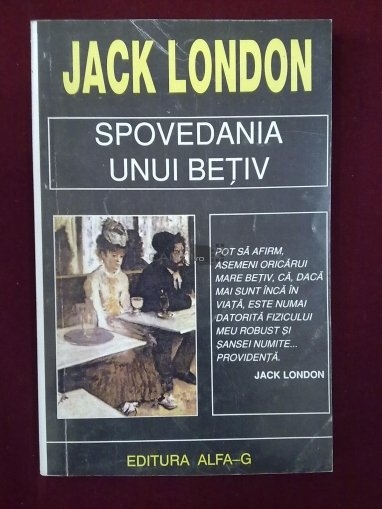 JACK LONDON
SPOVEDANIA
UNUI BEȚIV
POT SĂ AFIRM,
ASEMENI ORICĂRUI
MARE BEȚIV, CĂ, DACĂ
MAI SUNT ÎNCĂ ÎN
VIAȚĂ, ESTE NUMAI
DATORITĂ FIZICULUI
MEU ROBUST ȘI
ȘANSEI NUMITE...
PROVIDENȚĂ.
JACK LONDON
EDITURA ALFA–G